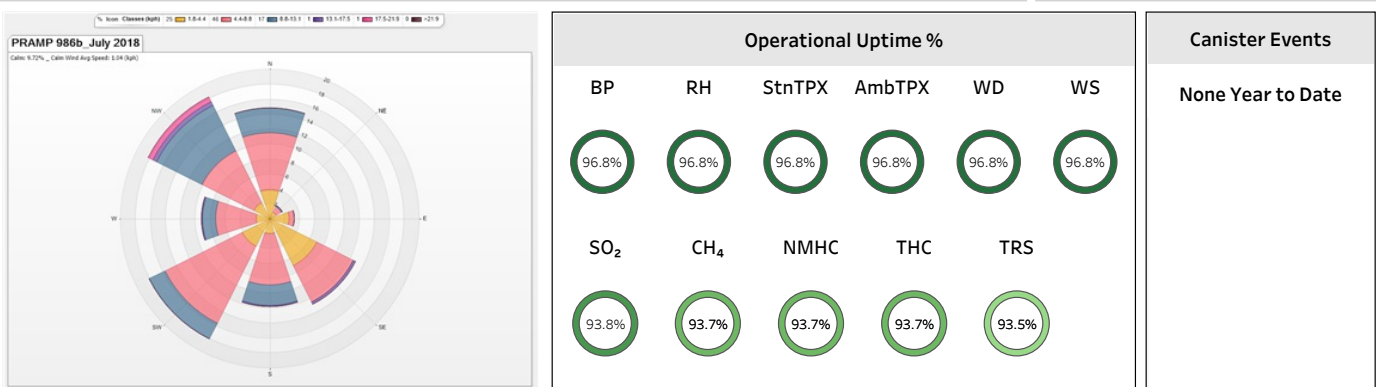 % Icon Classes (kph) 25 1.8-4.4 46 4.4-8.8 17 8.8-13.1 1 13.1-17.5 1 17.5-21.9 0 >21.9
PRAMP 986b_July 2018
Calm: 9.72% _ Calm Wind Avg Speed: 1.04 (kph)
N
NE
E
SE
S
SW
W
NW
20
18
16
14
12
10
8
6
4
Operational Uptime %
BP RH StnTPX AmbTPX WD WS
96.8% 96.8% 96.8% 96.8% 96.8% 96.8%
SO₂ CH₄ NMHC THC TRS
93.8% 93.7% 93.7% 93.7% 93.5%
Canister Events
None Year to Date